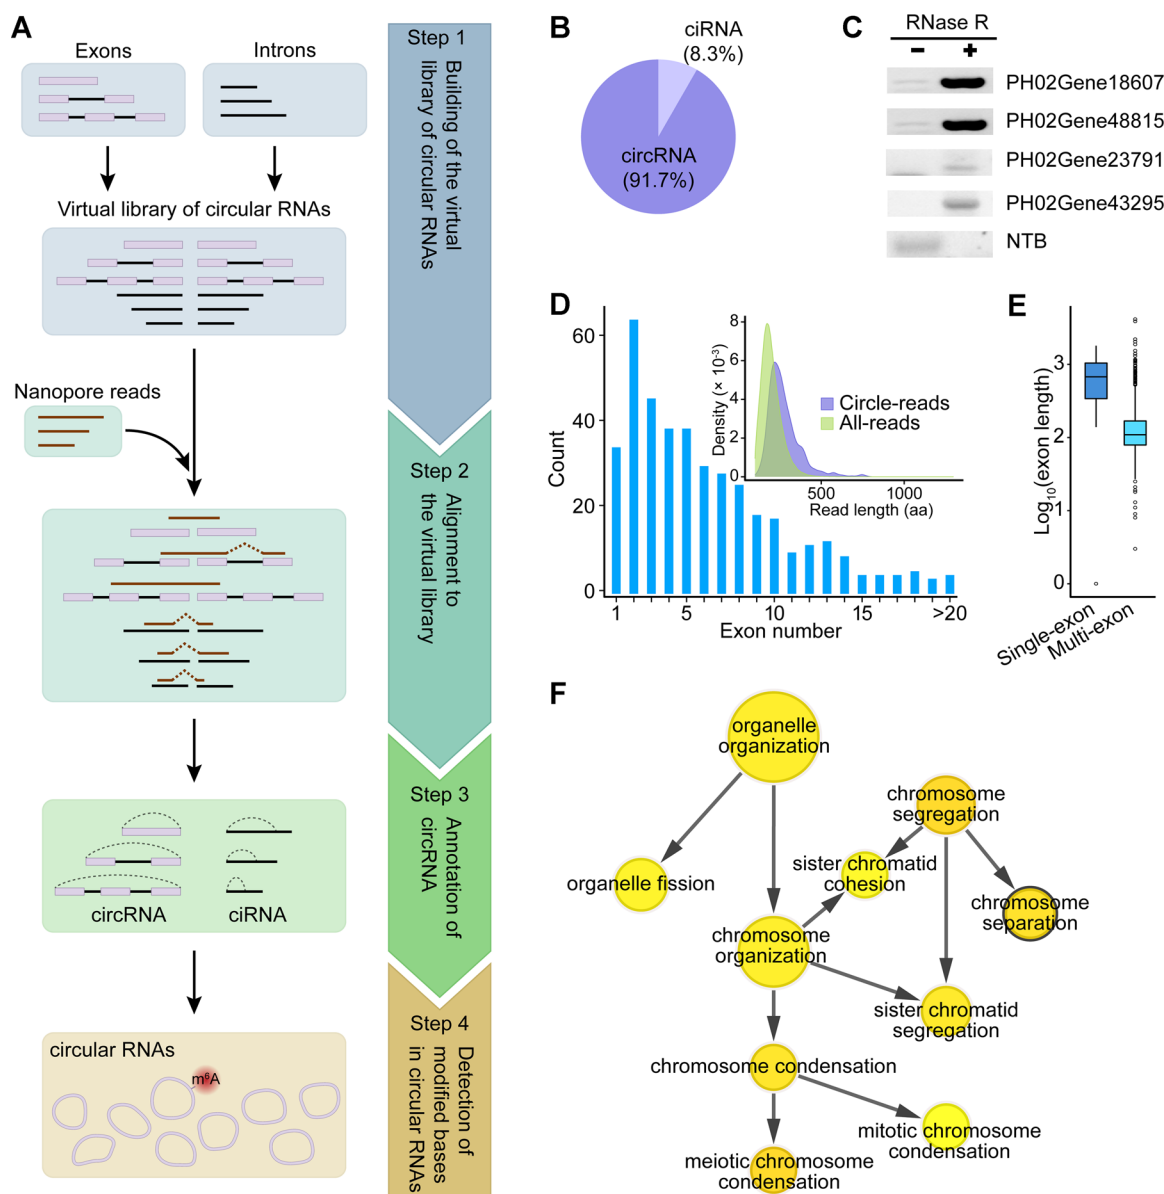 A
Exons
Introns
Virtual library of circular RNAs
Nanopore reads
circRNA
ciRNA
circular RNAs
m⁶A
Step 1
Building of the virtual
library of circular RNAs
Step 2
Alignment to
the virtual library
Step 3
Annotation of
circRNA
Step 4
Detection of
modified bases
in circular RNAs
B
ciRNA
(8.3%)
circRNA
(91.7%)
C
RNase R
− +
PH02Gene18607
PH02Gene48815
PH02Gene23791
PH02Gene43295
NTB
D
Count
60
40
20
0
1 5 10 15 >20
Exon number
Density (× 10⁻³)
8
6
4
2
0
500 1000
Read length (aa)
Circle-reads
All-reads
E
Log₁₀(exon length)
3
2
1
0
Single-exon
Multi-exon
F
organelle
organization
organelle fission
chromosome
segregation
sister chromatid
cohesion
chromosome
separation
chromosome
organization
sister chromatid
segregation
chromosome condensation
mitotic chromosome
condensation
meiotic chromosome
condensation